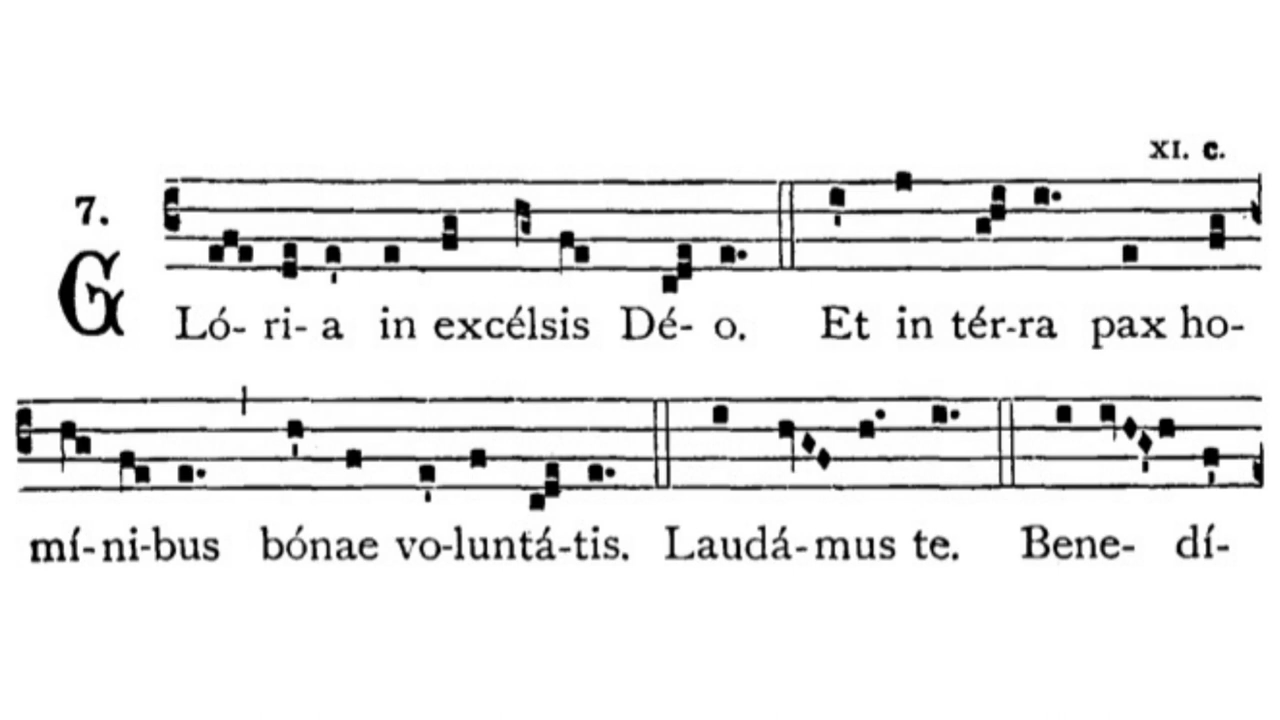 XI. c.
7.
GLó- ri- a in excélsis Dé- o. Et in tér-ra pax ho-
mí-ni-bus bónae vo-luntá-tis. Laudá-mus te. Bene- dí-